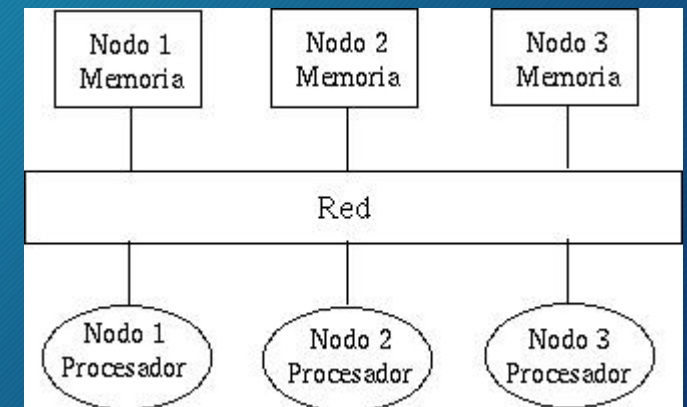 Nodo 1
Memoria
Nodo 2
Memoria
Nodo 3
Memoria
Red
Nodo 1
Procesador
Nodo 2
Procesador
Nodo 3
Procesador